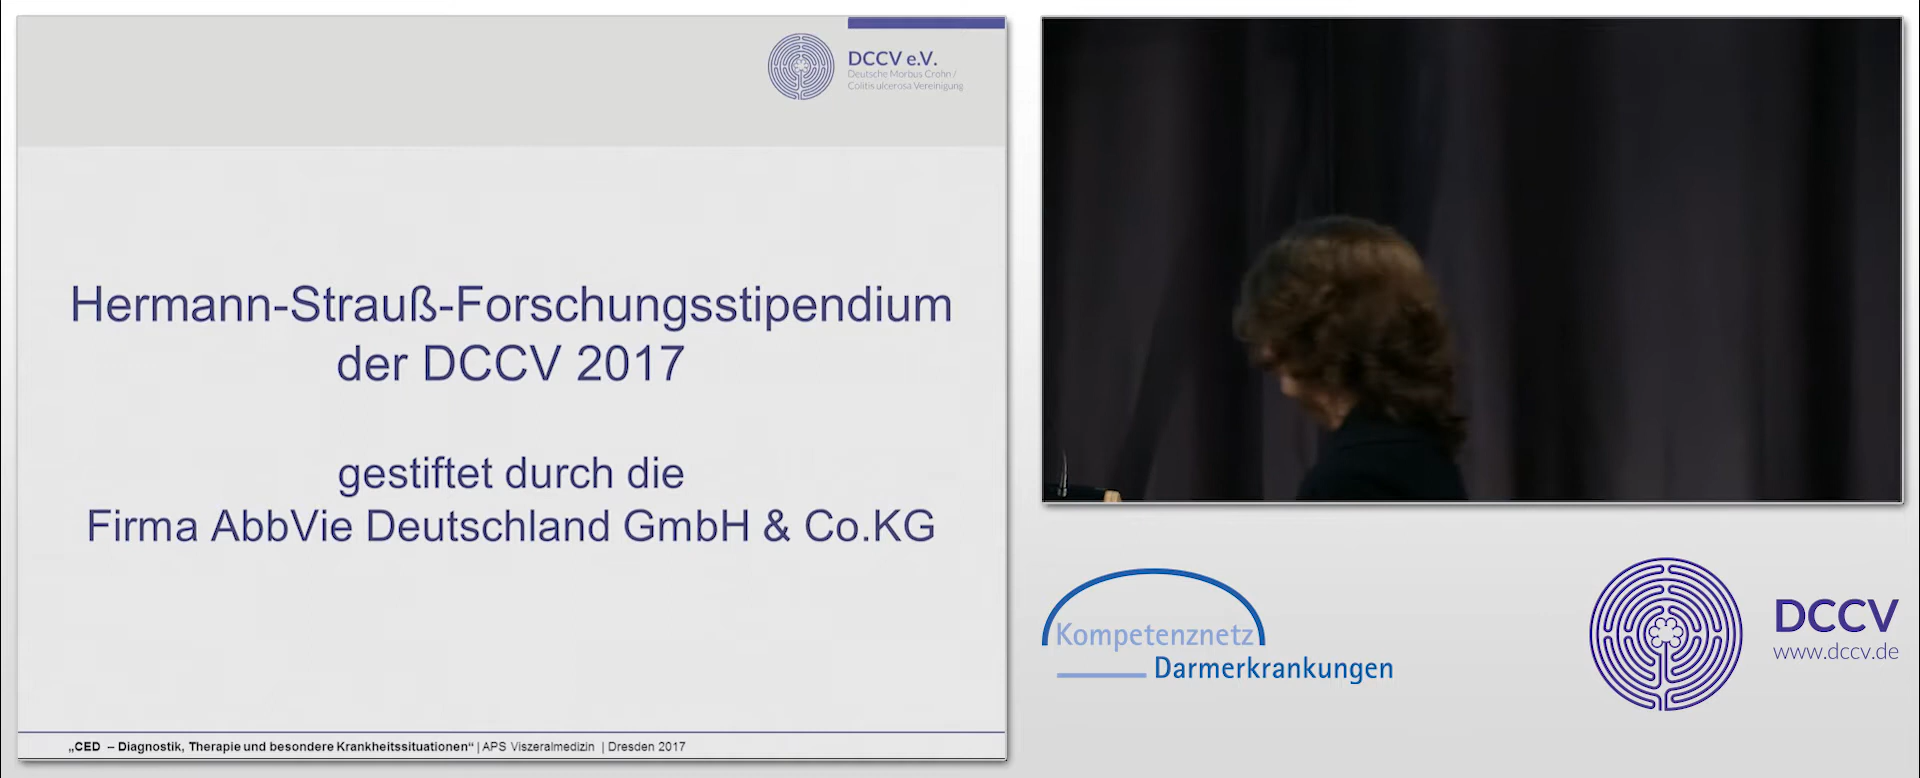 DCCV e.V.
Deutsche Morbus Crohn /
Colitis ulcerosa Vereinigung
Hermann-Strauß-Forschungsstipendium
der DCCV 2017
gestiftet durch die
Firma AbbVie Deutschland GmbH & Co.KG
„CED – Diagnostik, Therapie und besondere Krankheitssituationen“ | APS Viszeralmedizin | Dresden 2017
Kompetenznetz
Darmerkrankungen
DCCV
www.dccv.de